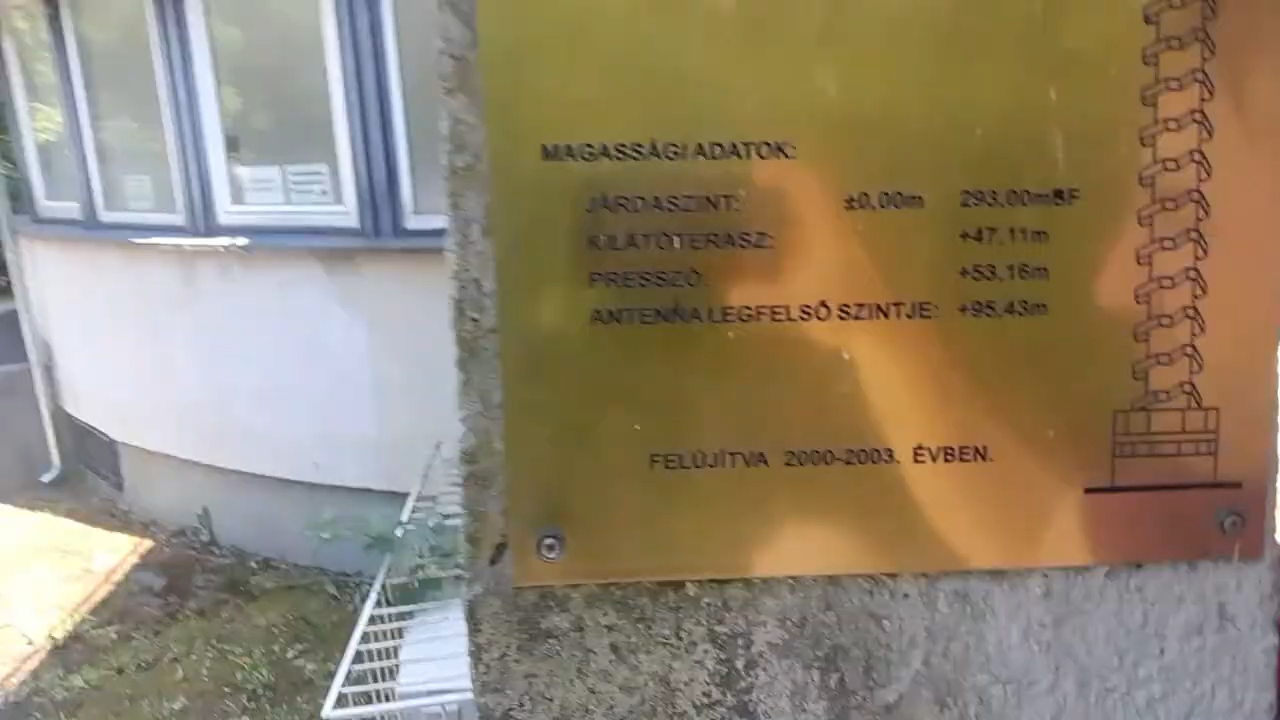 MAGASSÁGI ADATOK:
JÁRDASZINT: ±0,00m 293,00mBF
KILÁTÓTERASZ: +47,11m
PRESSZÓ: +53,16m
ANTENNA LEGFELSŐ SZINTJE: +95,43m
FELÚJÍTVA 2000-2003. ÉVBEN.